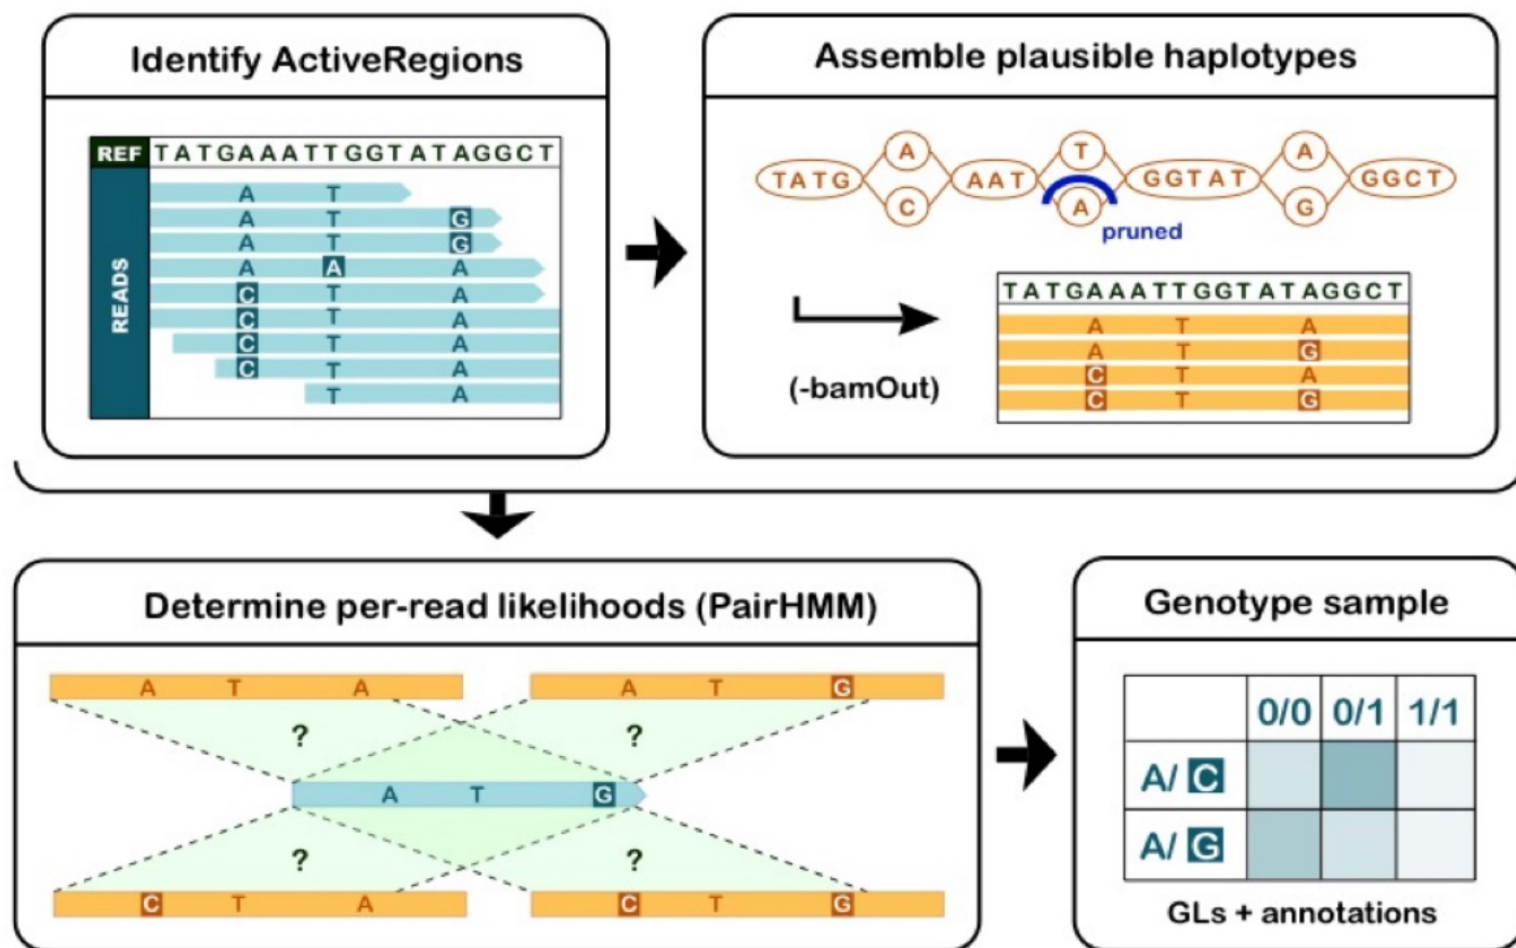 Identify ActiveRegions
REF TATGAAATTGGTATAGGCT
READS
A T
A T G
A T G
A A A
C T A
C T A
C T A
C T A
T A
Assemble plausible haplotypes
A T A
TATG AAT GGTAT GGCT
C A G
pruned
(-bamOut)
TATGAAATTGGTATAGGCT
A T A
A T G
C T A
C T G
Determine per-read likelihoods (PairHMM)
A T A A T G
? ?
A T G
? ?
C T A C T G
Genotype sample
0/0 0/1 1/1
A/ C
A/ G
GLs + annotations